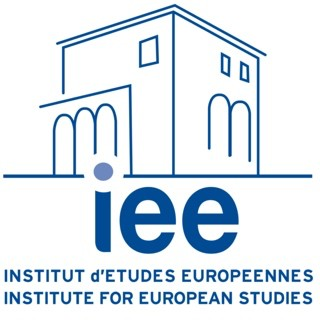 iee
INSTITUT d'ETUDES EUROPEENNES
INSTITUTE FOR EUROPEAN STUDIES